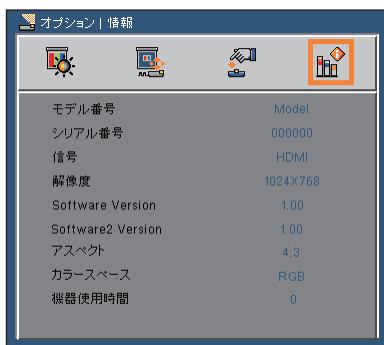 オプション | 情報
モデル番号 Model
シリアル番号 000000
信号 HDMI
解像度 1024X768
Software Version 1.00
Software2 Version 1.00
アスペクト 4:3
カラースペース RGB
機器使用時間 0